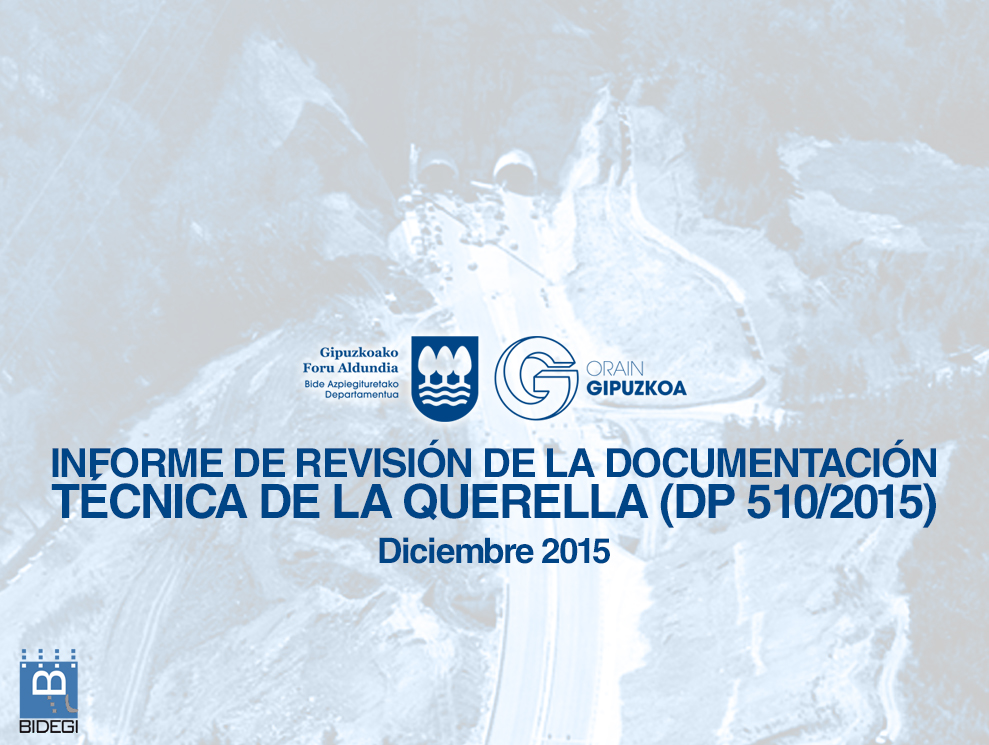 Gipuzkoako
Foru Aldundia
Bide Azpiegituretako
Departamentua
ORAIN
GIPUZKOA
INFORME DE REVISIÓN DE LA DOCUMENTACIÓN
TÉCNICA DE LA QUERELLA (DP 510/2015)
Diciembre 2015
B
BIDEGI